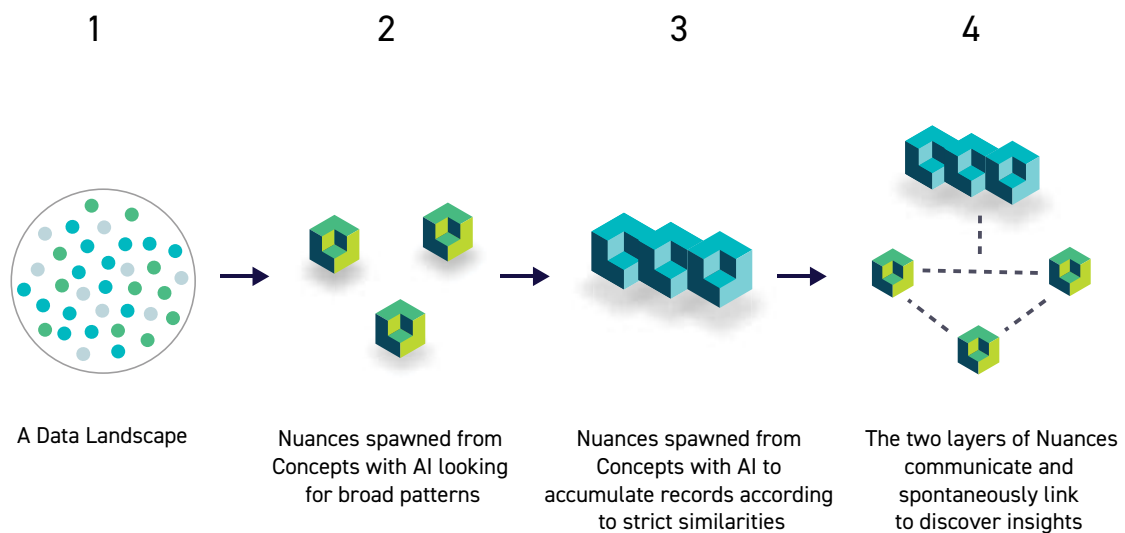 1
2
3
4
A Data Landscape
Nuances spawned from
Concepts with AI looking
for broad patterns
Nuances spawned from
Concepts with AI to
accumulate records according
to strict similarities
The two layers of Nuances
communicate and
spontaneously link
to discover insights